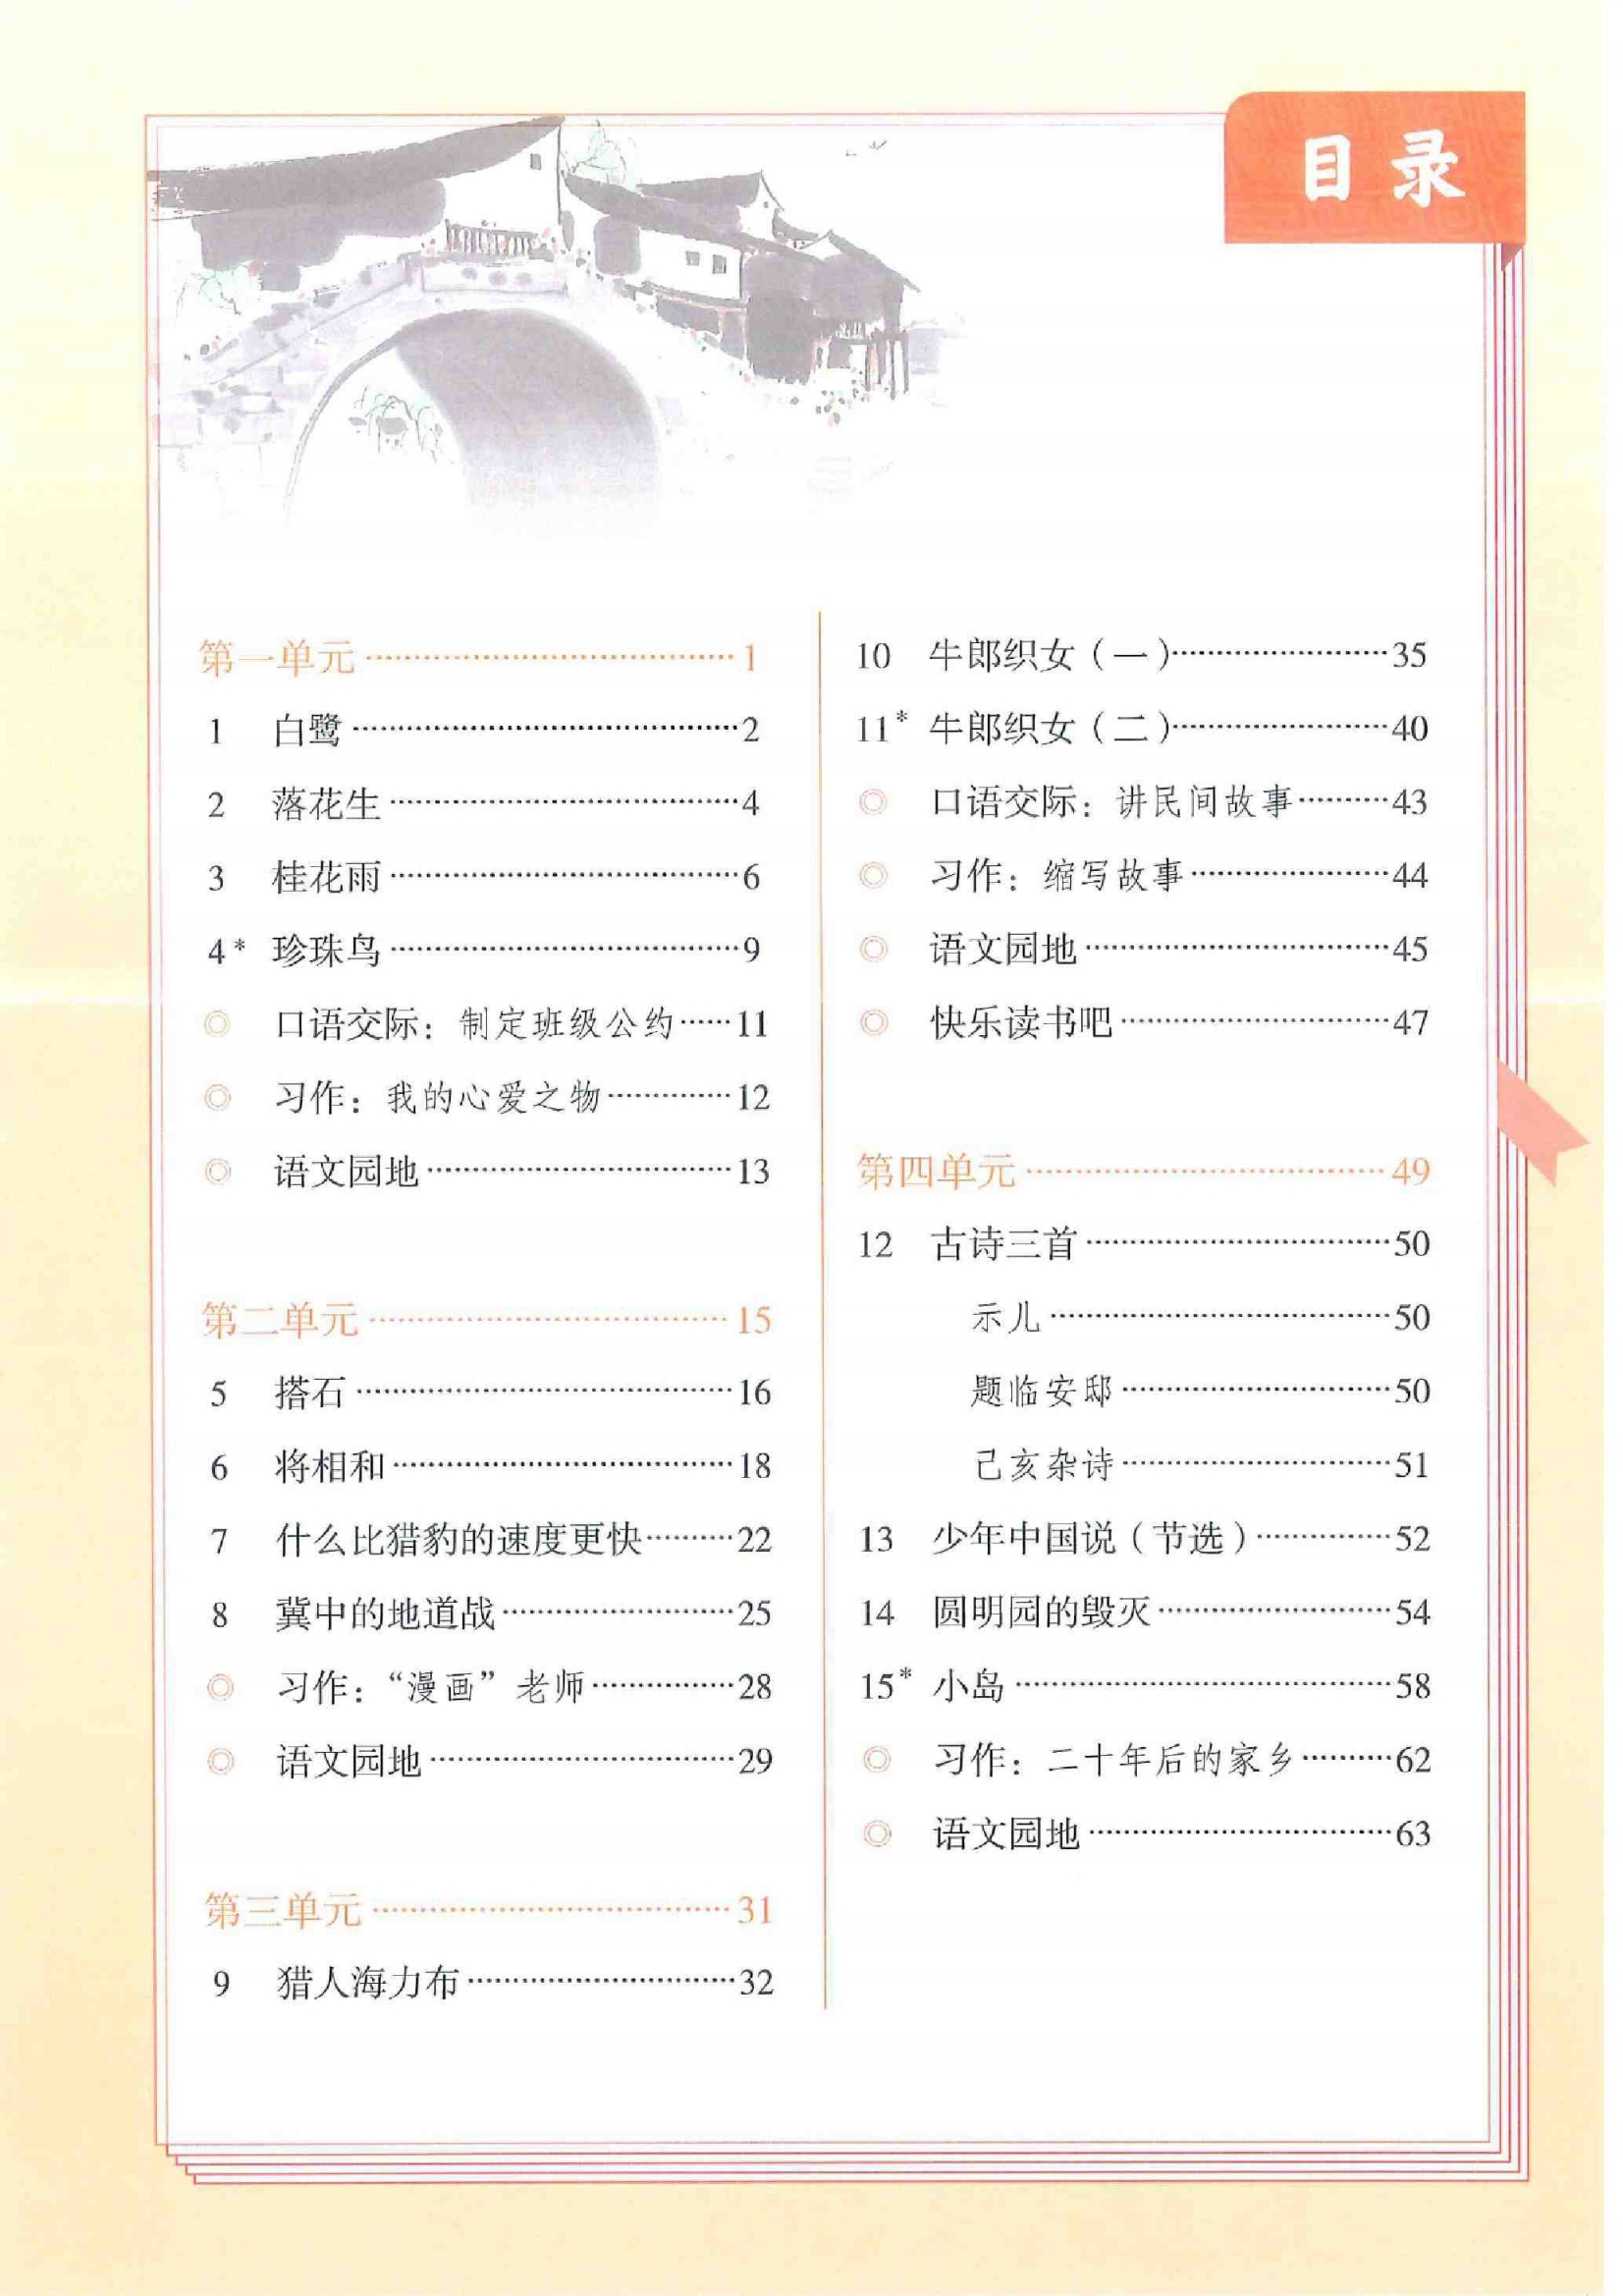 目录
第一单元……………………………………1
1 白鹭……………………………………2
2 落花生…………………………………4
3 桂花雨…………………………………6
4* 珍珠鸟…………………………………9
◎ 口语交际：制定班级公约……11
◎ 习作：我的心爱之物…………12
◎ 语文园地……………………………13
第二单元…………………………………15
5 搭石……………………………………16
6 将相和…………………………………18
7 什么比猎豹的速度更快………22
8 冀中的地道战……………………25
◎ 习作：“漫画”老师……………28
◎ 语文园地……………………………29
第三单元…………………………………31
9 猎人海力布………………………32
10 牛郎织女（一）……………………35
11* 牛郎织女（二）……………………40
◎ 口语交际：讲民间故事………43
◎ 习作：缩写故事…………………44
◎ 语文园地……………………………45
◎ 快乐读书吧………………………47
第四单元…………………………………49
12 古诗三首……………………………50
示儿…………………………………50
题临安邸…………………………50
己亥杂诗…………………………51
13 少年中国说（节选）……………52
14 圆明园的毁灭……………………54
15* 小岛……………………………………58
◎ 习作：二十年后的家乡………62
◎ 语文园地……………………………63